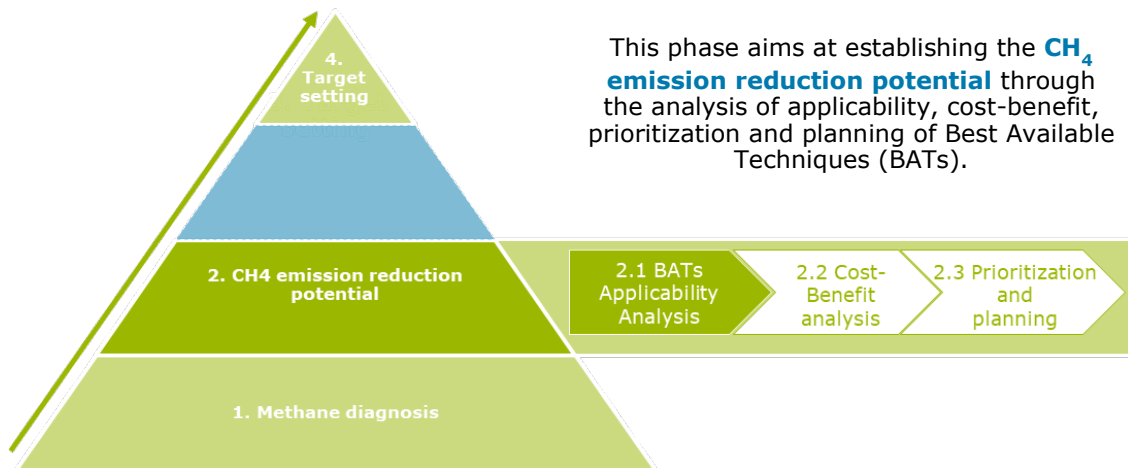 This phase aims at establishing the CH4
emission reduction potential through
the analysis of applicability, cost-benefit,
prioritization and planning of Best Available
Techniques (BATs).
4.
Target
setting
2. CH4 emission reduction
potential
2.1 BATs
Applicability
Analysis
2.2 Cost-
Benefit
analysis
2.3 Prioritization
and
planning
1. Methane diagnosis